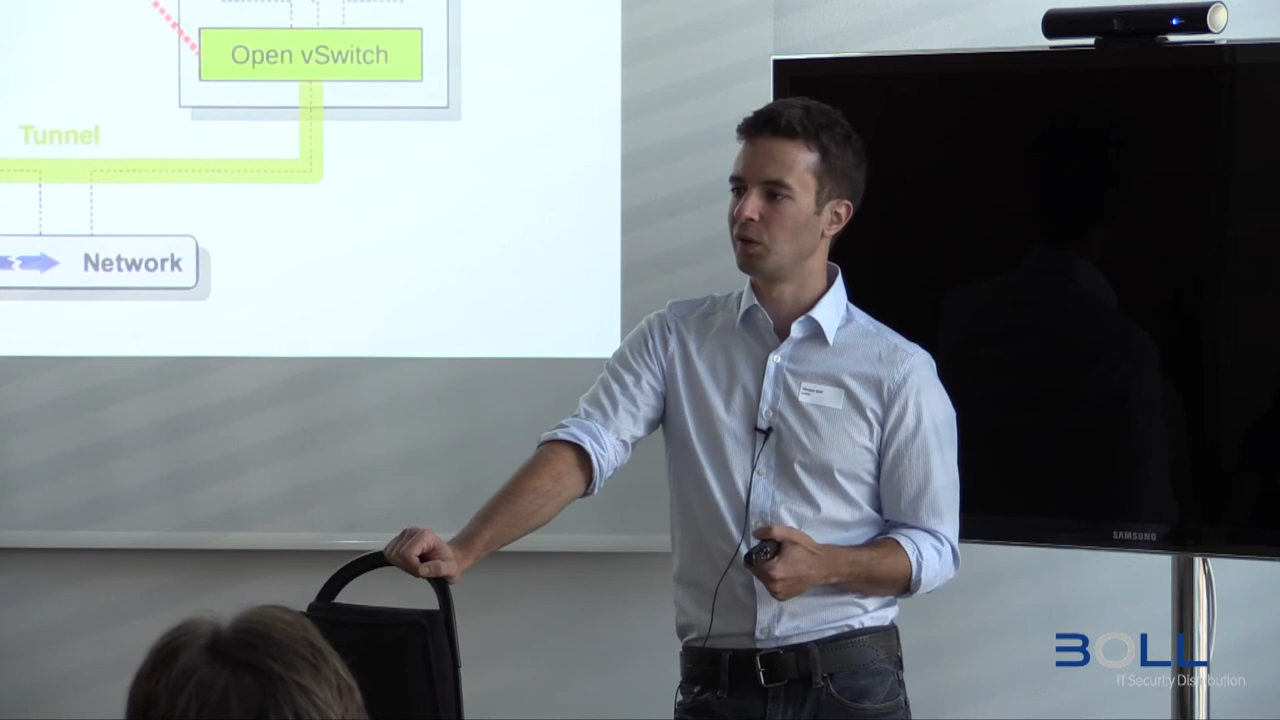 Open vSwitch
Tunnel
Network
SAMSUNG
BOLL
IT Security Distribution